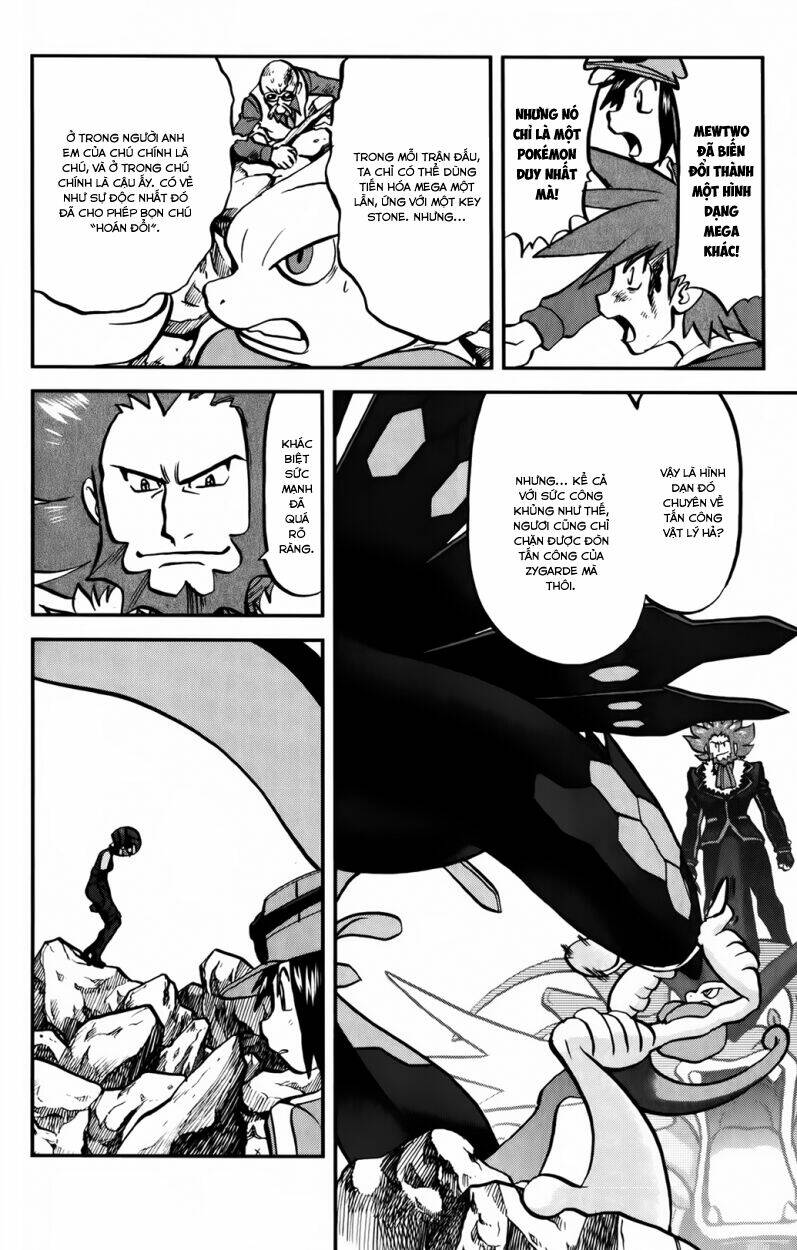 MEWTWO
ĐÃ BIẾN
ĐỔI THÀNH
MỘT HÌNH
DẠNG
MEGA
KHÁC!
NHƯNG NÓ
CHỈ LÀ MỘT
POKÉMON
DUY NHẤT
MÀ!
TRONG MỖI TRẬN ĐẤU,
TA CHỈ CÓ THỂ DÙNG
TIẾN HÓA MEGA MỘT
LẦN, ỨNG VỚI MỘT KEY
STONE. NHƯNG...
Ở TRONG NGƯỜI ANH
EM CỦA CHÚ CHÍNH LÀ
CHÚ, VÀ Ở TRONG CHÚ
CHÍNH LÀ CẬU ẤY. CÓ VẺ
NHƯ SỰ ĐỘC NHẤT ĐÓ
ĐÃ CHO PHÉP BỌN CHÚ
"HOÁN ĐỔI".
VẬY LÀ HÌNH
DẠN ĐÓ
CHUYÊN VỀ
TẤN CÔNG
VẬT LÝ HẢ?
NHƯNG... KỂ CẢ
VỚI SỨC CÔNG
KHỦNG NHƯ THẾ,
NGƯƠI CŨNG CHỈ
CHẶN ĐƯỢC ĐÒN
TẤN CÔNG CỦA
ZYGARDE MÀ
THÔI.
KHÁC
BIỆT
SỨC
MẠNH
ĐÃ
QUÁ
RÕ
RÀNG.